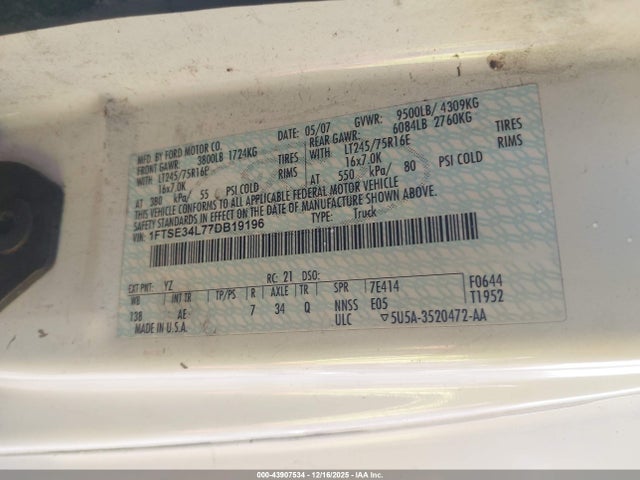 MFD. BY FORD MOTOR CO. DATE: 05/07 GVWR: 9500LB/ 4309KG
FRONT GAWR: 3800LB 1724KG REAR GAWR: 6084LB 2760KG
WITH LT245/75R16E TIRES WITH LT245/75R16E TIRES
16x7.0K RIMS 16x7.0K RIMS
AT 380 kPa/ 55 PSI COLD AT 550 kPa/ 80 PSI COLD
THIS VEHICLE CONFORMS TO ALL APPLICABLE FEDERAL MOTOR VEHICLE
SAFETY STANDARDS IN EFFECT ON THE DATE OF MANUFACTURE SHOWN ABOVE.
VIN: 1FTSE34L77DB19196 TYPE: Truck
EXT PNT: YZ RC: 21 DSO:
WB INT TR TP/PS R AXLE TR SPR 7E414 F0644
138 AE 7 34 Q NNSS E05 T1952
MADE IN U.S.A. ULC ▽5U5A-3520472-AA
000-43907534 - 12/16/2025 - IAA Inc.